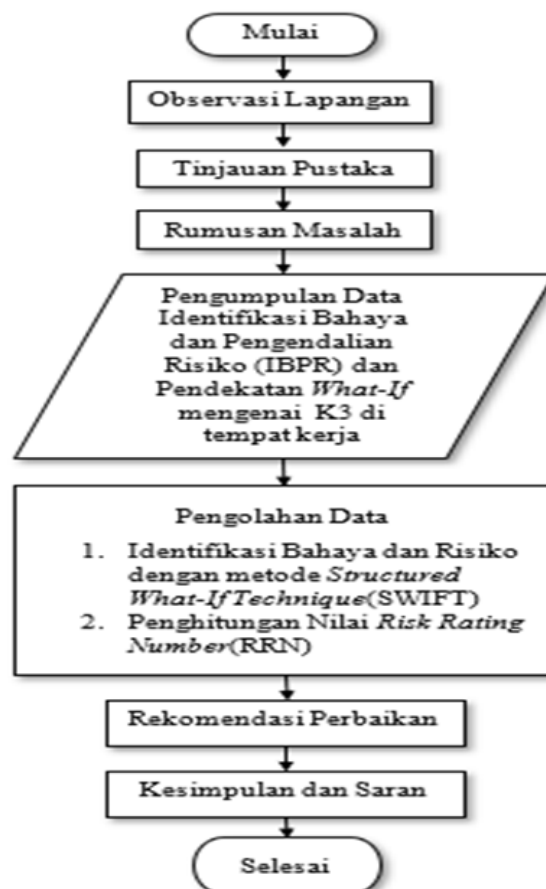 Mulai
Observasi Lapangan
Tinjauan Pustaka
Rumusan Masalah
Pengumpulan Data
Identifikasi Bahaya
dan Pengendalian
Risiko (IBPR) dan
Pendekatan What-If
mengenai K3 di
tempat kerja
Pengolahan Data
1. Identifikasi Bahaya dan Risiko
dengan metode Structured
What-If Technique(SWIFT)
2. Penghitungan Nilai Risk Rating
Number(RRN)
Rekomendasi Perbaikan
Kesimpulan dan Saran
Selesai